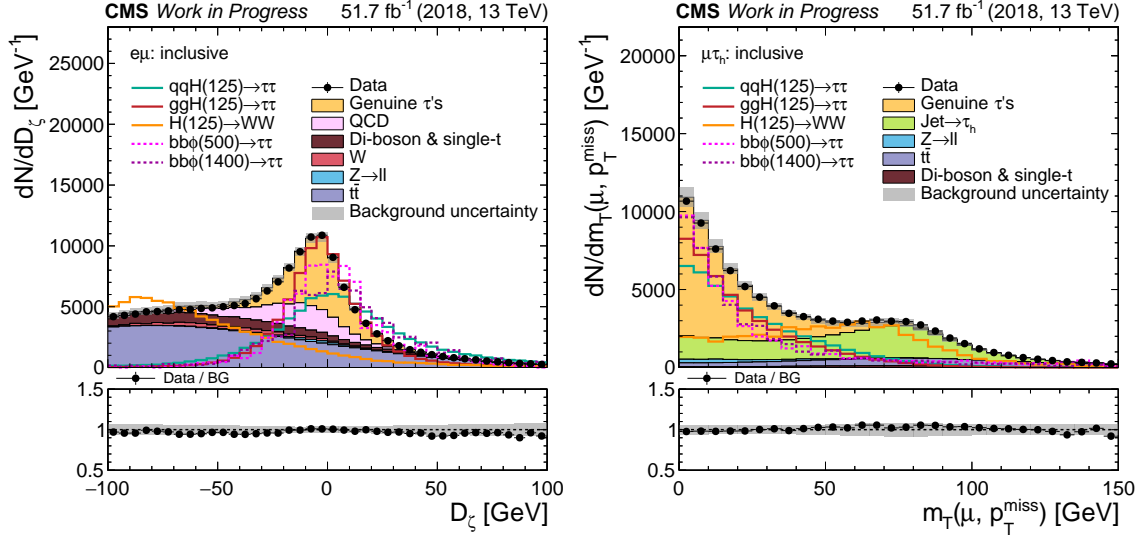 CMS Work in Progress 51.7 fb⁻¹ (2018, 13 TeV)
dN/dD_ζ [GeV⁻¹]
25000
20000
15000
10000
5000
0
eμ: inclusive
qqH(125)→ττ
ggH(125)→ττ
H(125)→WW
bbϕ(500)→ττ
bbϕ(1400)→ττ
Data
Genuine τ's
QCD
Di-boson & single-t
W
Z→ll
tt̄
Background uncertainty
Data / BG
1.5
1
0.5
−100 −50 0 50 100
D_ζ [GeV]
CMS Work in Progress 51.7 fb⁻¹ (2018, 13 TeV)
dN/dm_T(μ, p_T^miss) [GeV⁻¹]
20000
15000
10000
5000
0
μτ_h: inclusive
qqH(125)→ττ
ggH(125)→ττ
H(125)→WW
bbϕ(500)→ττ
bbϕ(1400)→ττ
Data
Genuine τ's
Jet→τ_h
Z→ll
tt̄
Di-boson & single-t
Background uncertainty
Data / BG
1.5
1
0.5
0 50 100 150
m_T(μ, p_T^miss) [GeV]